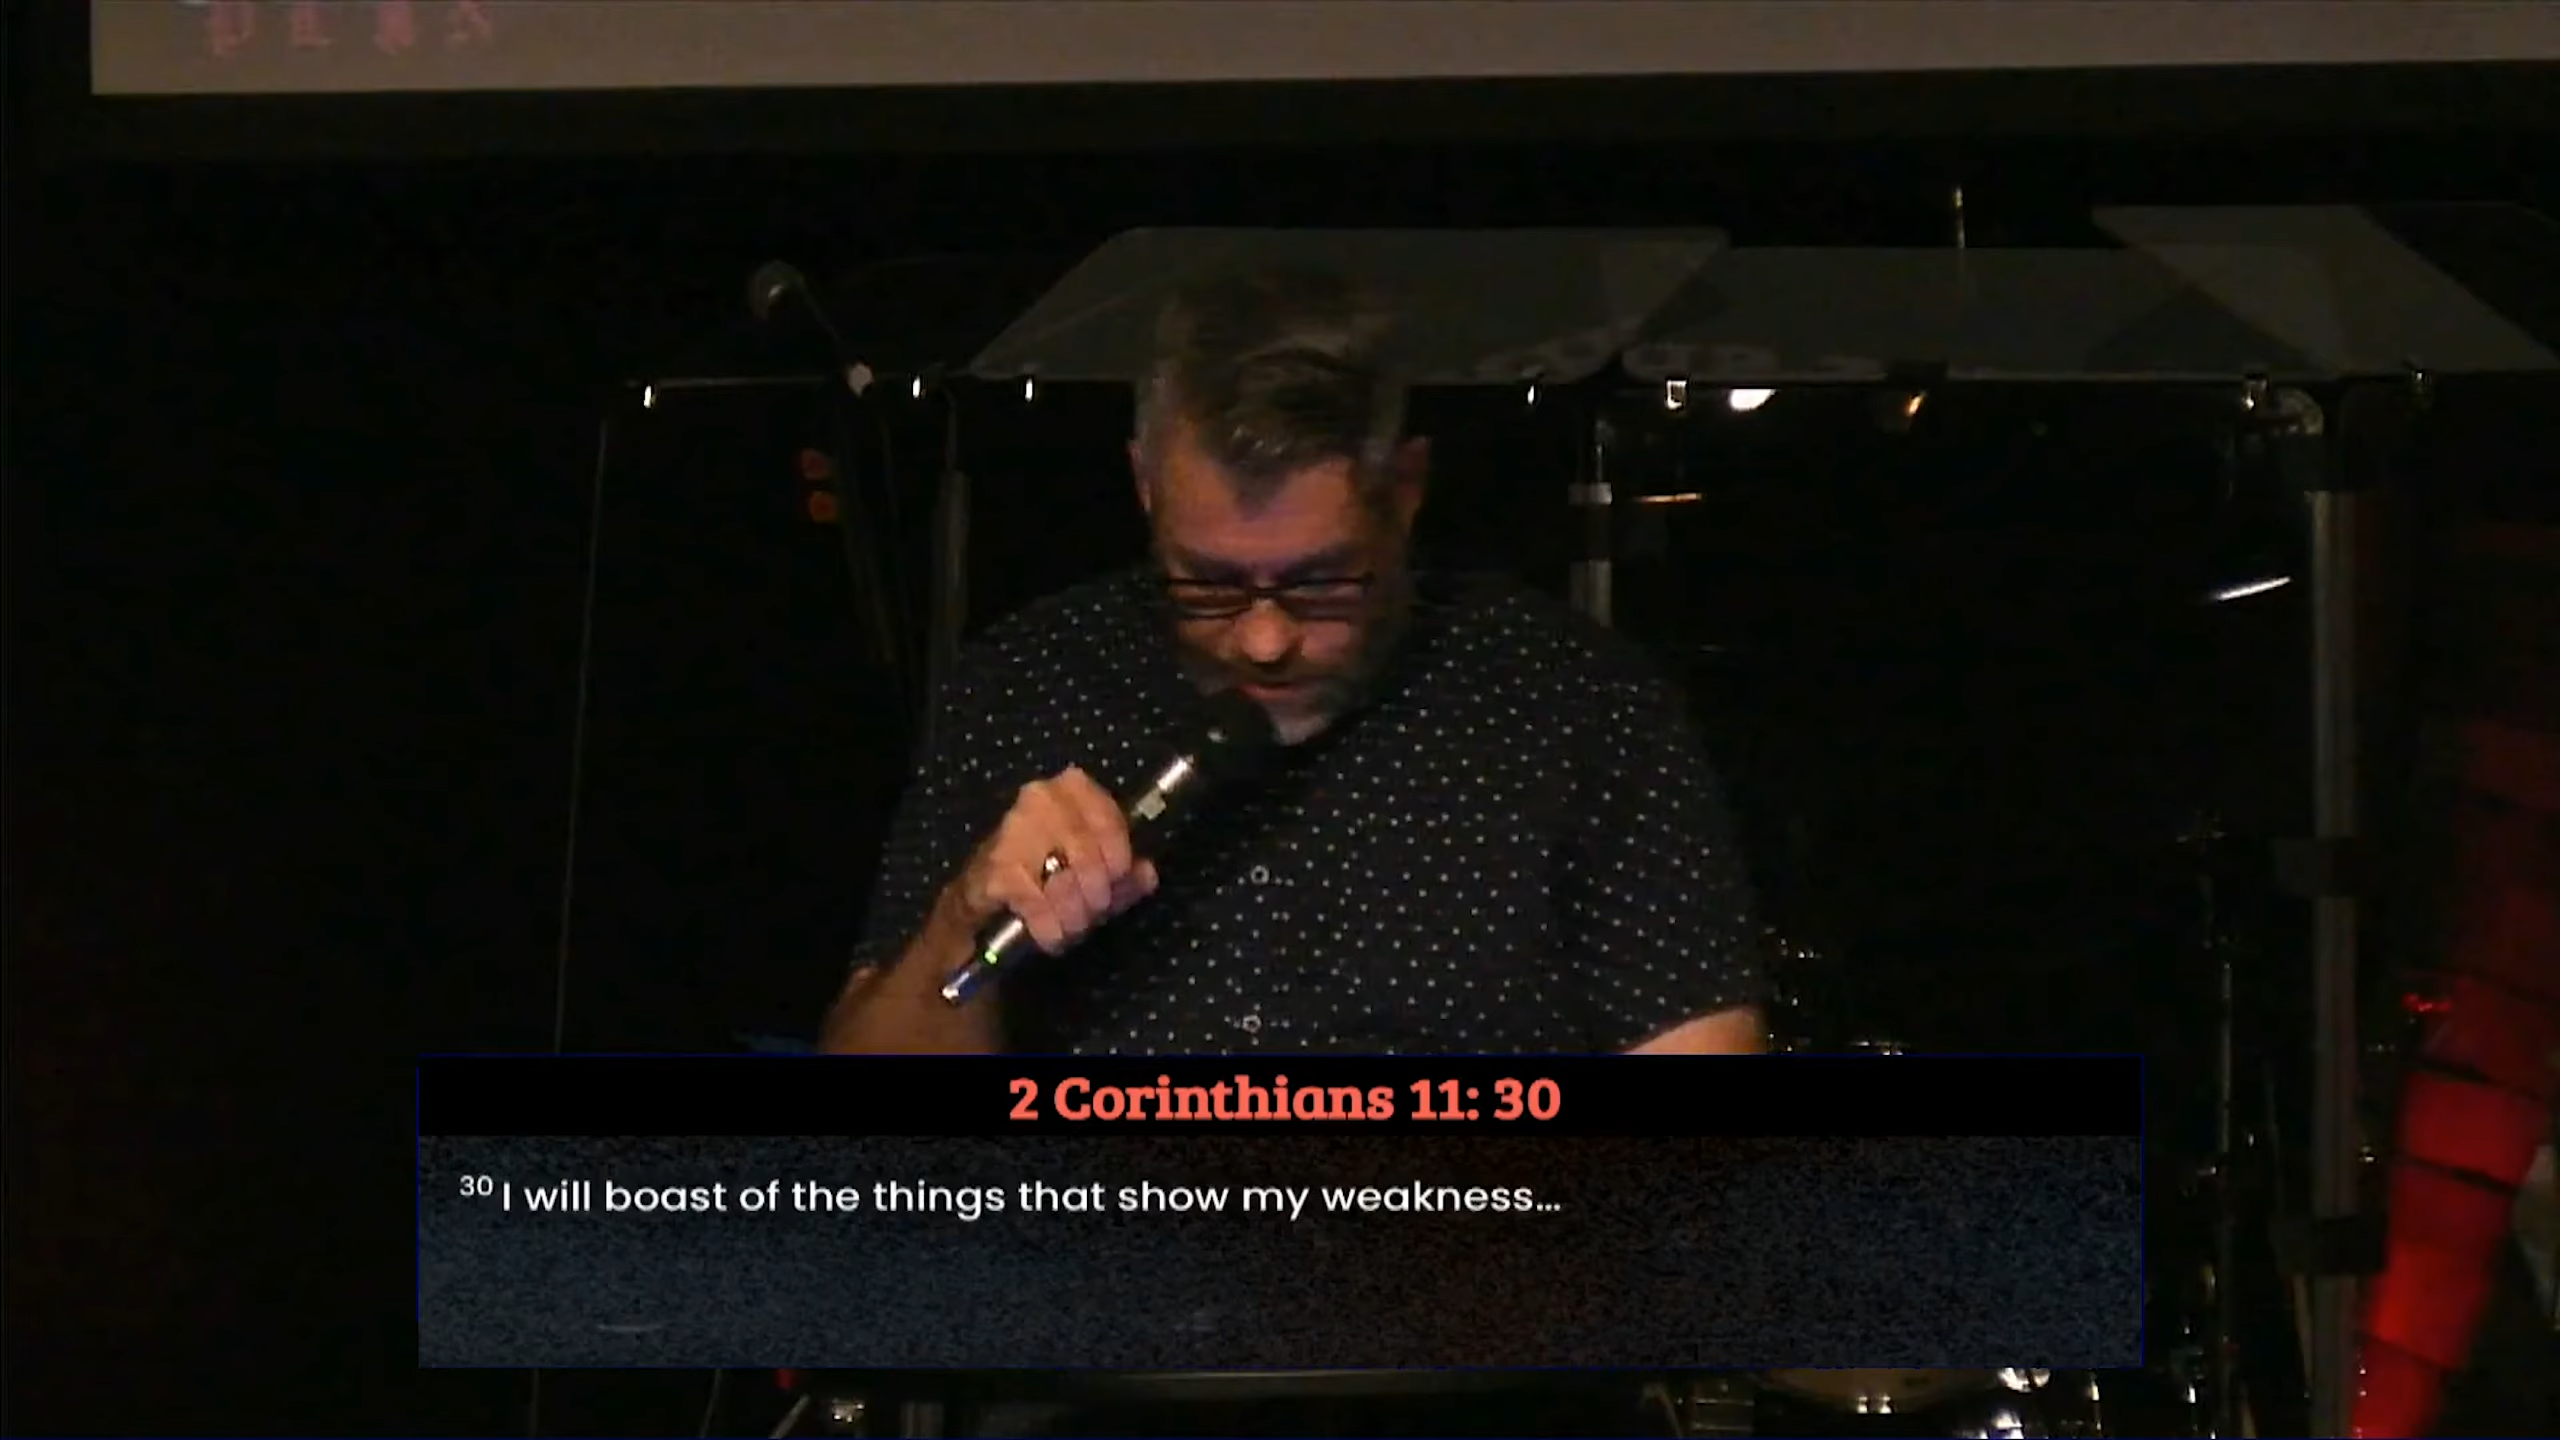 2 Corinthians 11: 30
30 I will boast of the things that show my weakness...